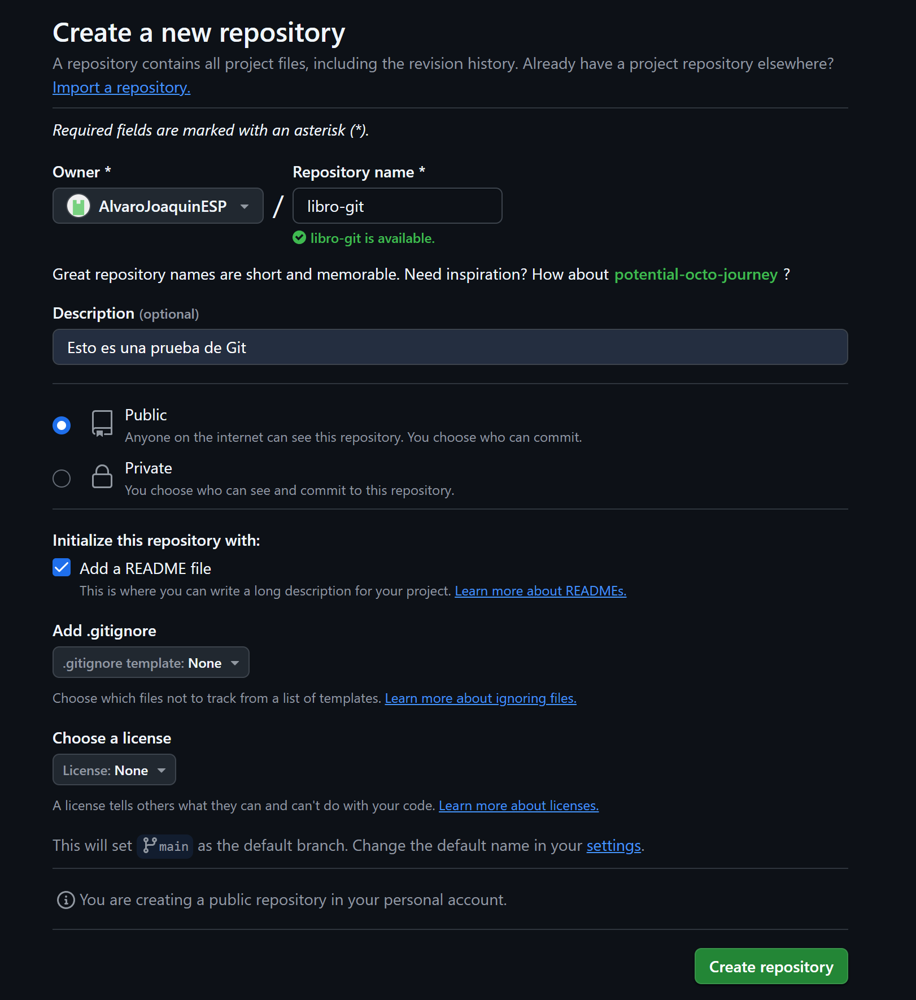 Create a new repository
A repository contains all project files, including the revision history. Already have a project repository elsewhere?
Import a repository.
Required fields are marked with an asterisk (*).
Owner * Repository name *
AlvaroJoaquinESP / libro-git
libro-git is available.
Great repository names are short and memorable. Need inspiration? How about potential-octo-journey ?
Description (optional)
Esto es una prueba de Git
Public
Anyone on the internet can see this repository. You choose who can commit.
Private
You choose who can see and commit to this repository.
Initialize this repository with:
Add a README file
This is where you can write a long description for your project. Learn more about READMEs.
Add .gitignore
.gitignore template: None
Choose which files not to track from a list of templates. Learn more about ignoring files.
Choose a license
License: None
A license tells others what they can and can't do with your code. Learn more about licenses.
This will set main as the default branch. Change the default name in your settings.
You are creating a public repository in your personal account.
Create repository